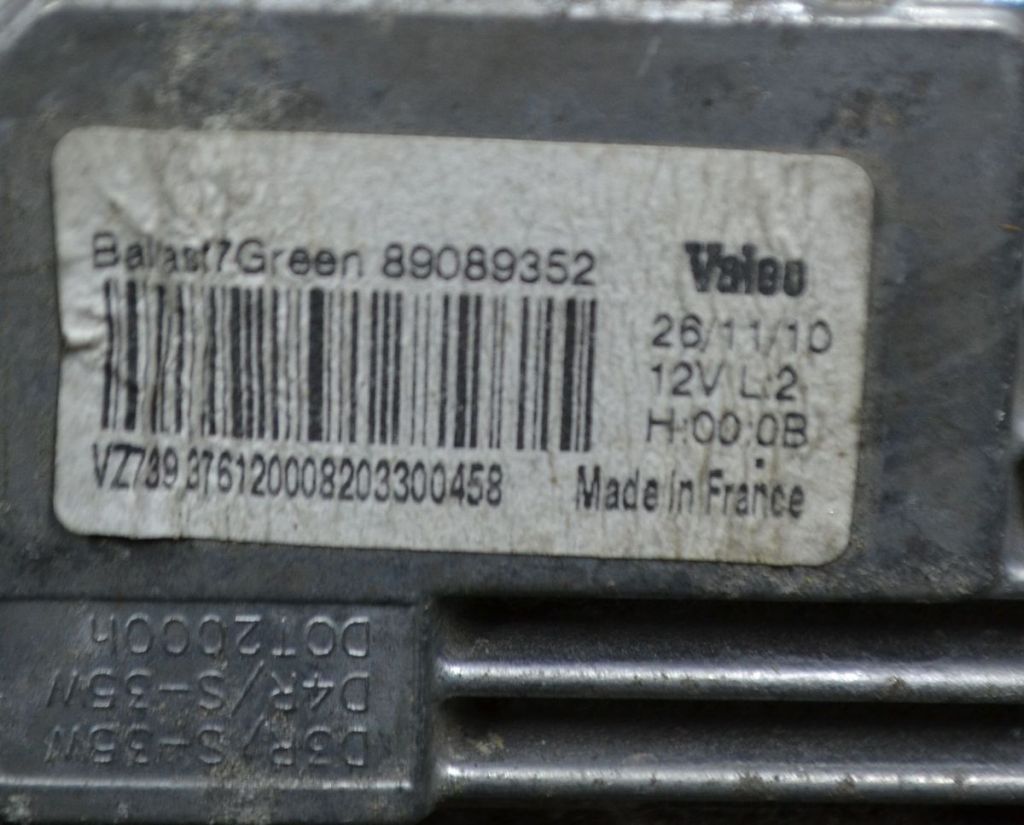 Ballast7Green 89089352
Valeo
26/11/10
12V L:2
H:00:0B
VZ739 376120008203300458
Made In France
D3R/S-35W
D4R/S-35W
DOT2000h